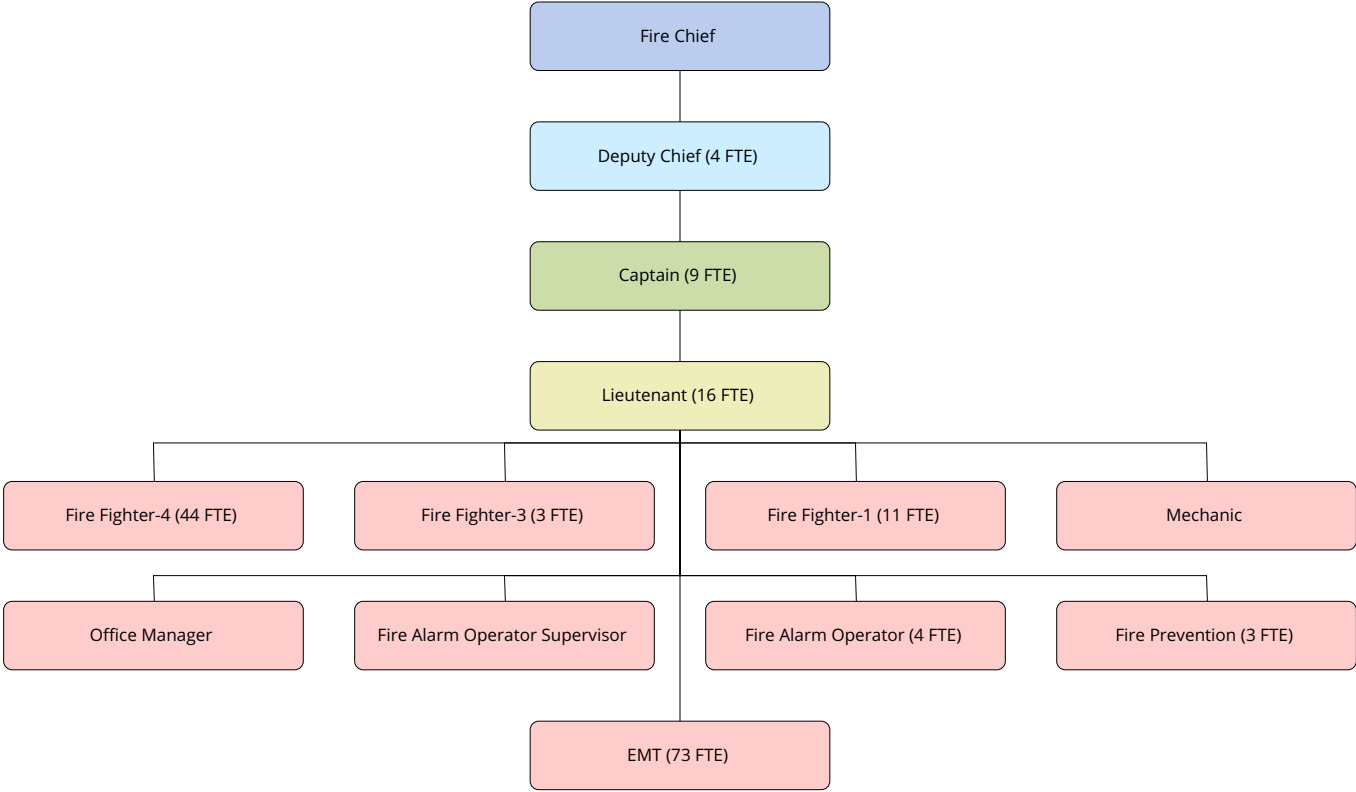 Fire Chief
Deputy Chief (4 FTE)
Captain (9 FTE)
Lieutenant (16 FTE)
Fire Fighter-4 (44 FTE)
Fire Fighter-3 (3 FTE)
Fire Fighter-1 (11 FTE)
Mechanic
Office Manager
Fire Alarm Operator Supervisor
Fire Alarm Operator (4 FTE)
Fire Prevention (3 FTE)
EMT (73 FTE)